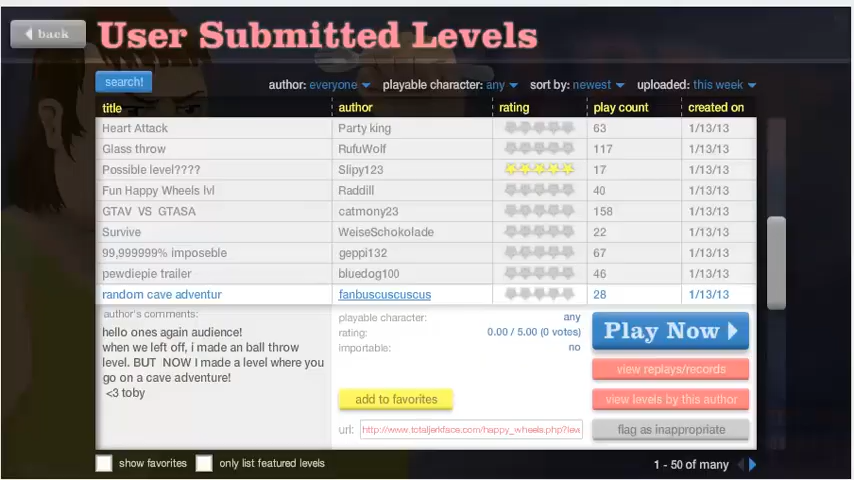 back
User Submitted Levels
search!
author: everyone playable character: any sort by: newest uploaded: this week
title author rating play count created on
Heart Attack Party king 63 1/13/13
Glass throw RufuWolf 117 1/13/13
Possible level???? Slipy123 17 1/13/13
Fun Happy Wheels lvl Raddill 40 1/13/13
GTAV VS GTASA catmony23 158 1/13/13
Survive WeiseSchokolade 22 1/13/13
99,999999% imposeble geppi132 67 1/13/13
pewdiepie trailer bluedog100 46 1/13/13
random cave adventur fanbuscuscuscus 28 1/13/13
author's comments:
hello ones again audience!
when we left off, i made an ball throw
level. BUT NOW I made a level where you
go on a cave adventure!
<3 toby
playable character: any
rating: 0.00 / 5.00 (0 votes)
importable: no
add to favorites
url: http://www.totaljerkface.com/happy_wheels.php?leve
Play Now
view replays/records
view levels by this author
flag as inappropriate
show favorites only list featured levels
1 - 50 of many